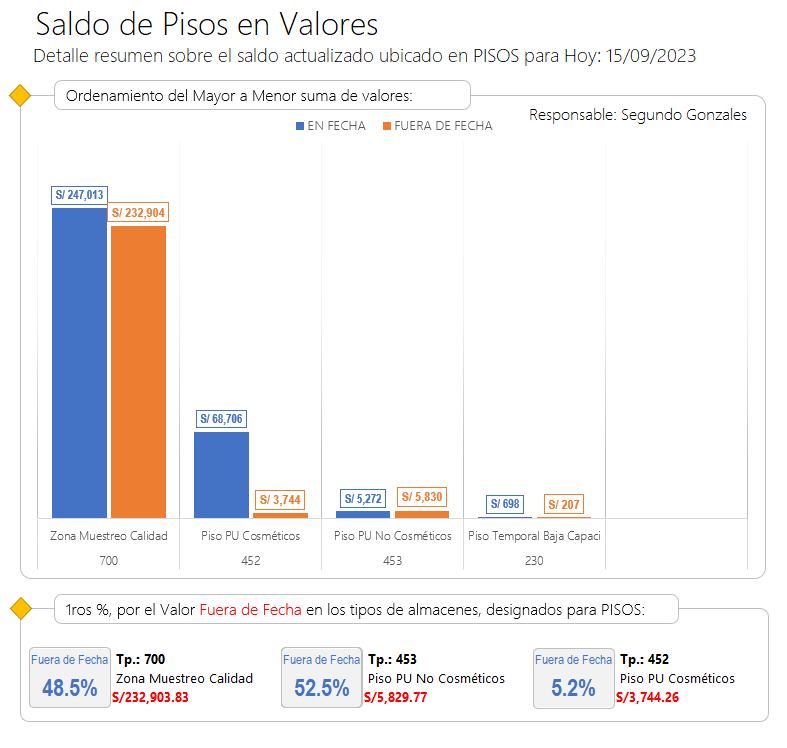 Saldo de Pisos en Valores
Detalle resumen sobre el saldo actualizado ubicado en PISOS para Hoy: 15/09/2023
Ordenamiento del Mayor a Menor suma de valores:
Responsable: Segundo Gonzales
EN FECHA FUERA DE FECHA
S/ 247,013
S/ 232,904
S/ 68,706
S/ 3,744
S/ 5,272
S/ 5,830
S/ 698
S/ 207
Zona Muestreo Calidad Piso PU Cosméticos Piso PU No Cosméticos Piso Temporal Baja Capaci
700 452 453 230
1ros %, por el Valor Fuera de Fecha en los tipos de almacenes, designados para PISOS:
Fuera de Fecha
48.5%
Tp.: 700
Zona Muestreo Calidad
S/232,903.83
Fuera de Fecha
52.5%
Tp.: 453
Piso PU No Cosméticos
S/5,829.77
Fuera de Fecha
5.2%
Tp.: 452
Piso PU Cosméticos
S/3,744.26